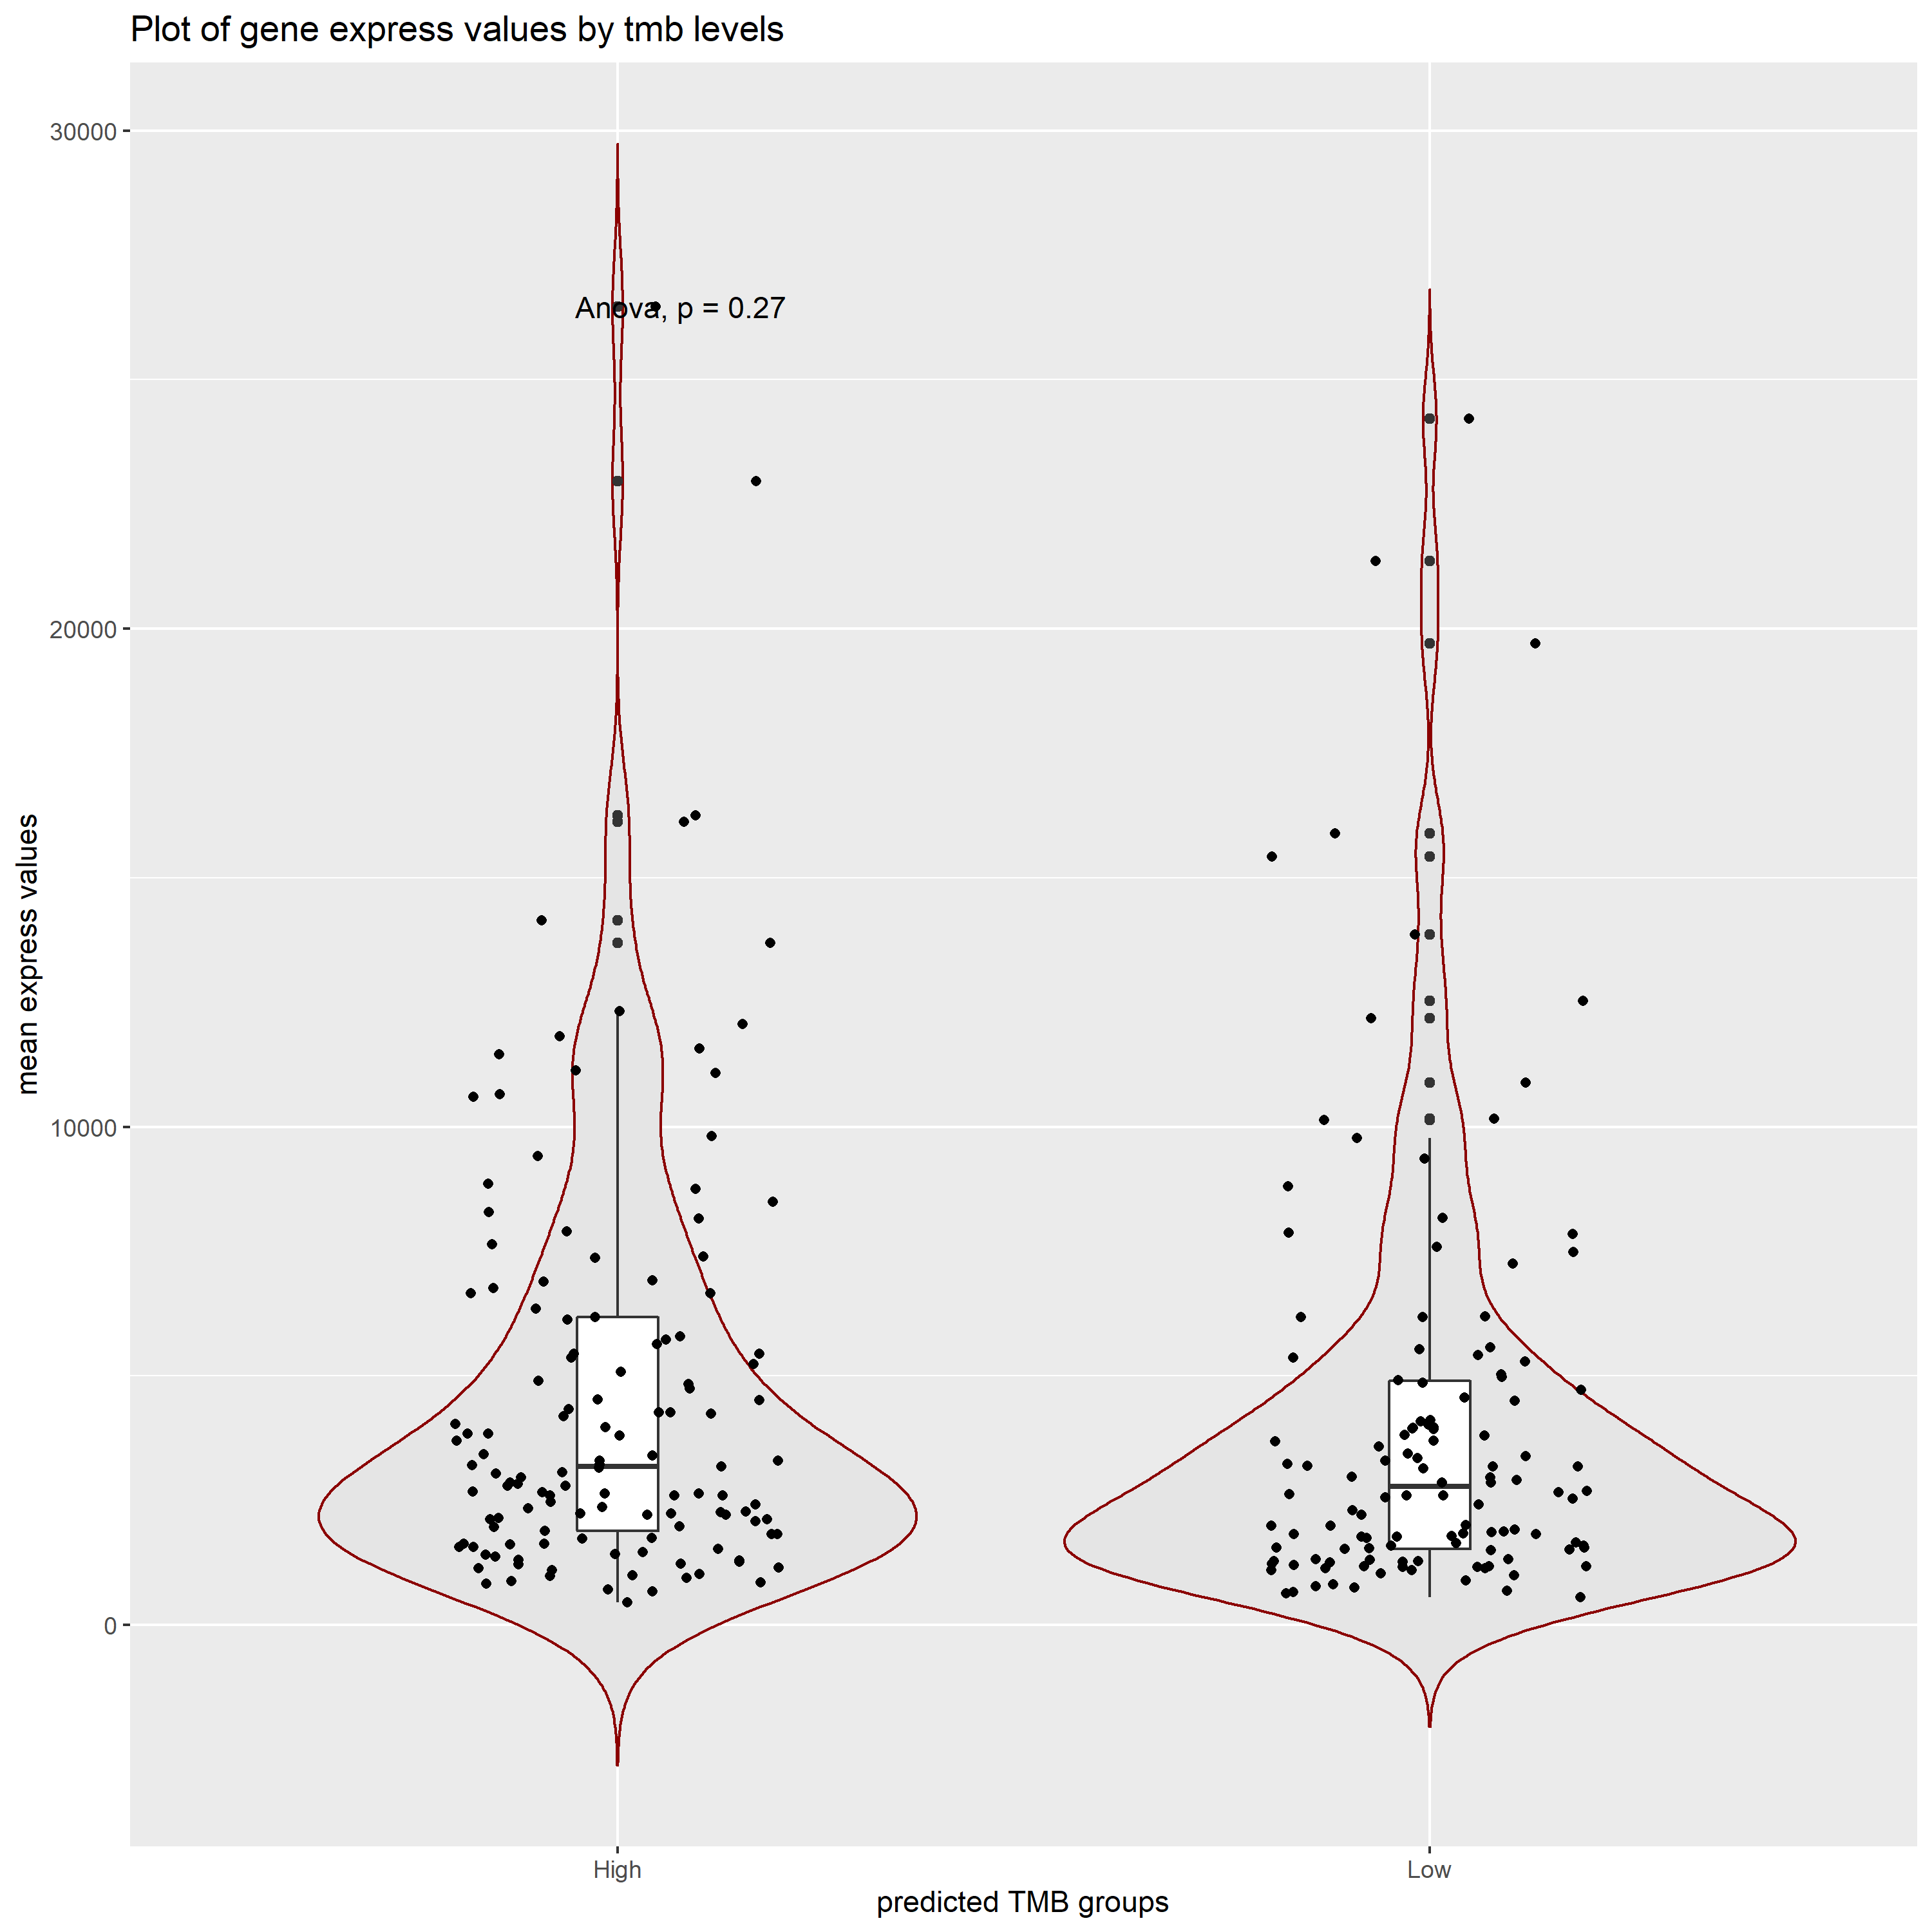 Plot of gene express values by tmb levels
30000
Anova, p = 0.27
20000
mean express values
10000
0
High
Low
predicted TMB groups